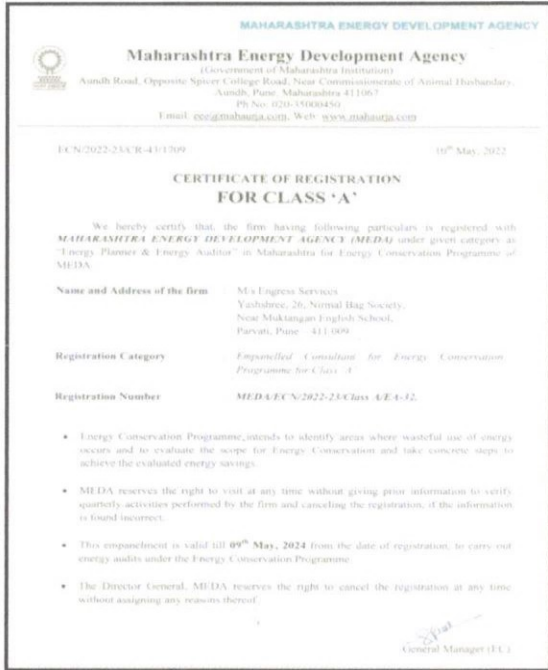 MAHARASHTRA ENERGY DEVELOPMENT AGENCY
Maharashtra Energy Development Agency
(Government of Maharashtra Institution)
Aundh Road, Opposite Spicer College Road, Near Commissionerate of Animal Husbandary,
Aundh, Pune, Maharashtra 411067
Ph No: 020-35000450
Email: eee@mahaurja.com, Web: www.mahaurja.com
ECN/2022-23/CR-43/1709
10th May, 2022
CERTIFICATE OF REGISTRATION
FOR CLASS 'A'
We hereby certify that, the firm having following particulars is registered with
MAHARASHTRA ENERGY DEVELOPMENT AGENCY (MEDA) under given category as
"Energy Planner & Energy Auditor" in Maharashtra for Energy Conservation Programme of
MEDA.
Name and Address of the firm
M/s Engress Services
Yashshree, 26, Nirmal Bag Society,
Near Muktangan English School,
Parvati, Pune - 411 009.
Registration Category
Empanelled Consultant for Energy Conservation
Programme for Class 'A'
Registration Number
MEDA/ECN/2022-23/Class A/EA-32.
• Energy Conservation Programme intends to identify areas where wasteful use of energy
occurs and to evaluate the scope for Energy Conservation and take concrete steps to
achieve the evaluated energy savings.
• MEDA reserves the right to visit at any time without giving prior information to verify
quarterly activities performed by the firm and canceling the registration, if the information
is found incorrect.
• This empanelment is valid till 09th May, 2024 from the date of registration, to carry out
energy audits under the Energy Conservation Programme
• The Director General, MEDA reserves the right to cancel the registration at any time
without assigning any reasons thereof.
General Manager (EC)